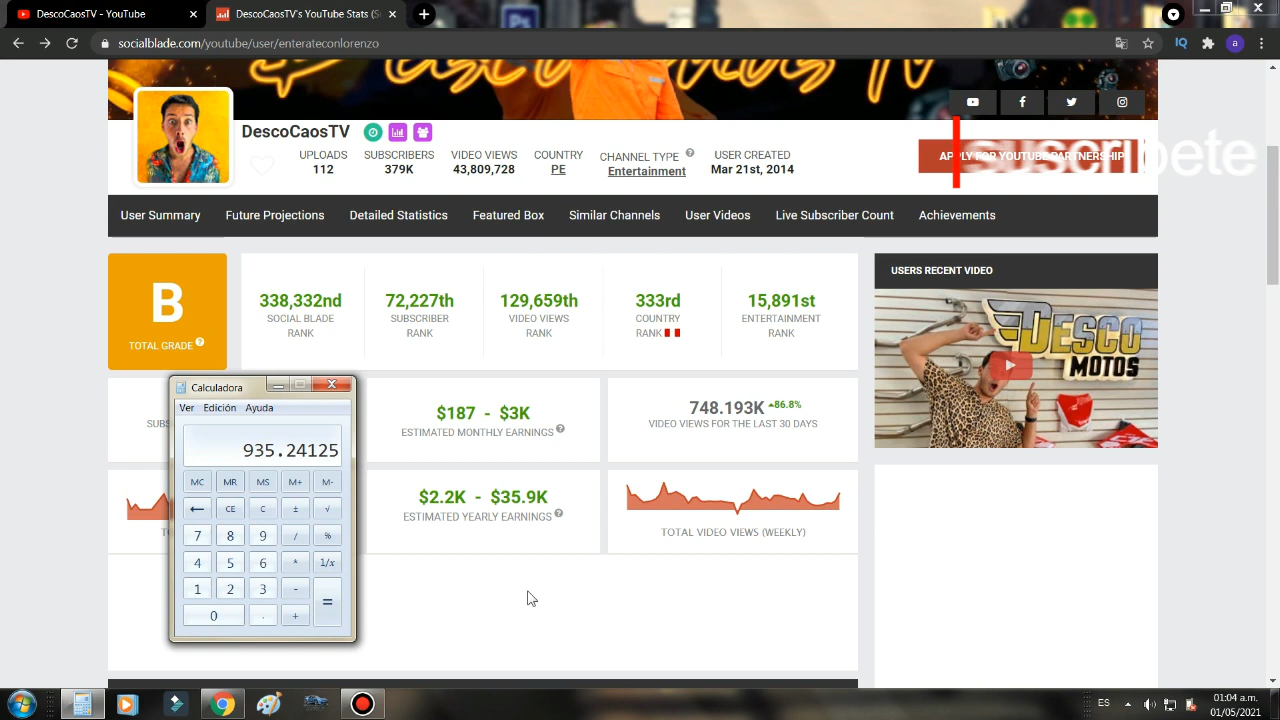 DescoCaosTV - YouTube
DescoCaosTV's YouTube Stats (S
socialblade.com/youtube/user/enterateconlorenzo
IQ
a
DescoCaosTV
UPLOADS
112
SUBSCRIBERS
379K
VIDEO VIEWS
43,809,728
COUNTRY
PE
CHANNEL TYPE
Entertainment
USER CREATED
Mar 21st, 2014
APPLY FOR YOUTUBE PARTNERSHIP
suscribete
User Summary
Future Projections
Detailed Statistics
Featured Box
Similar Channels
User Videos
Live Subscriber Count
Achievements
B
TOTAL GRADE
338,332nd
SOCIAL BLADE
RANK
72,227th
SUBSCRIBER
RANK
129,659th
VIDEO VIEWS
RANK
333rd
COUNTRY
RANK
15,891st
ENTERTAINMENT
RANK
USERS RECENT VIDEO
DESCO
MOTOS
SUBS
$187 - $3K
ESTIMATED MONTHLY EARNINGS
748.193K 86.8%
VIDEO VIEWS FOR THE LAST 30 DAYS
$2.2K - $35.9K
ESTIMATED YEARLY EARNINGS
TOTAL VIDEO VIEWS (WEEKLY)
Calculadora
Ver Edición Ayuda
935.24125
MC MR MS M+ M-
← CE C ± √
7 8 9 / %
4 5 6 * 1/x
1 2 3 - =
0 . +
ES
01:04 a.m.
01/05/2021